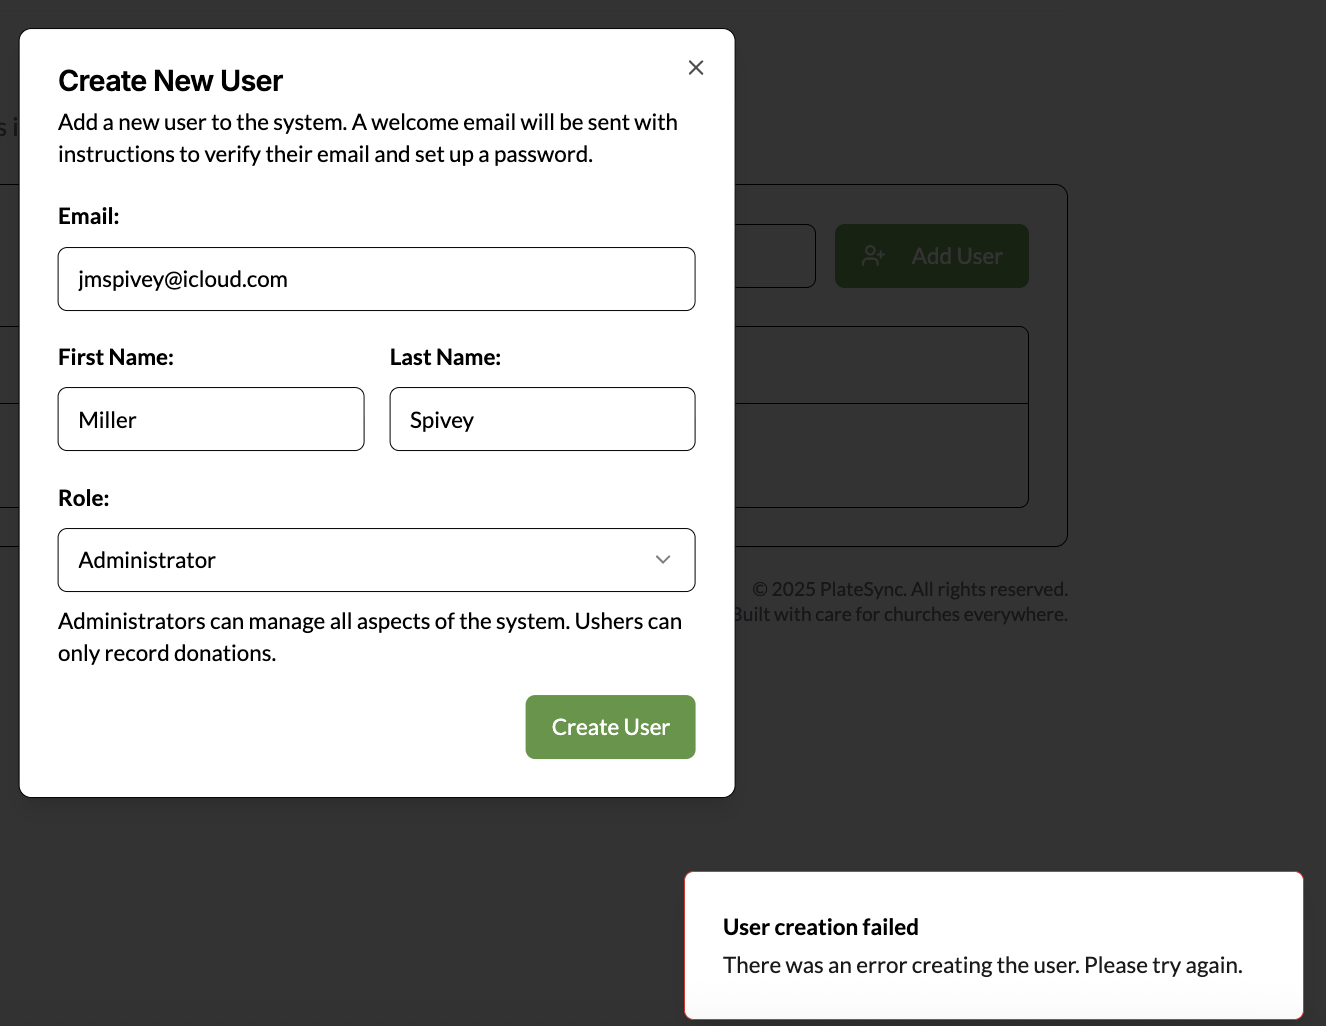 Create New User
Add a new user to the system. A welcome email will be sent with
instructions to verify their email and set up a password.
Email:
jmspivey@icloud.com
Add User
First Name:
Last Name:
Miller
Spivey
Role:
Administrator
© 2025 PlateSync. All rights reserved.
Built with care for churches everywhere.
Administrators can manage all aspects of the system. Ushers can
only record donations.
Create User
User creation failed
There was an error creating the user. Please try again.